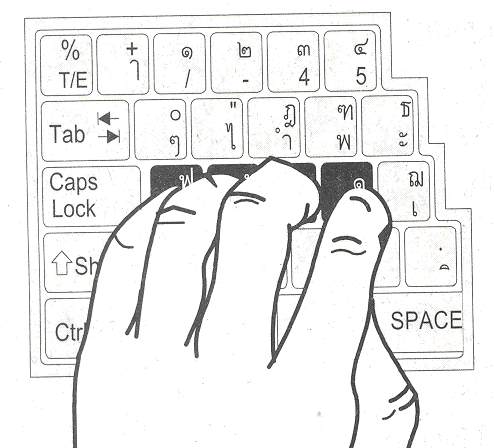 % + ๑ ๒ ๓ ๔
T/E ๅ / - 4 5
๐ " ฎ ฑ ธ
Tab ๆ ไ ำ พ ะ
Caps ฟ ฌ
Lock เ
Sh
Ctr SPACE